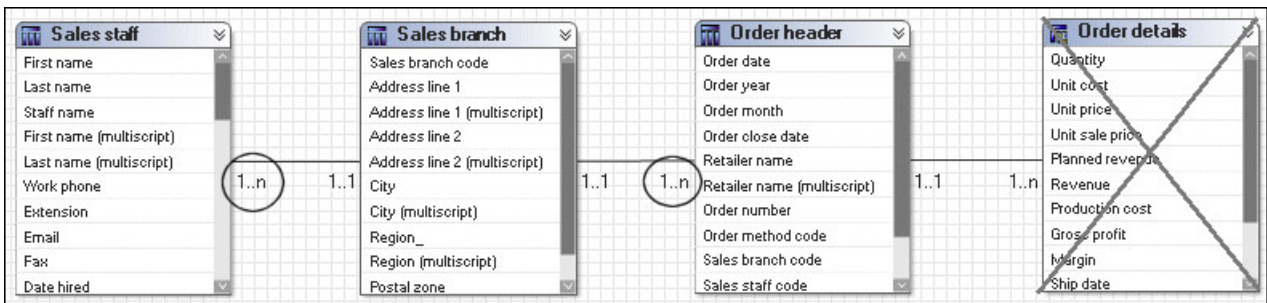 Sales staff
First name
Last name
Staff name
First name (multiscript)
Last name (multiscript)
Work phone
Extension
Email
Fax
Date hired
1..n
1..1
Sales branch
Sales branch code
Address line 1
Address line 1 (multiscript)
Address line 2
Address line 2 (multiscript)
City
City (multiscript)
Region_
Region (multiscript)
Postal zone
1..1
1..n
Order header
Order date
Order year
Order month
Order close date
Retailer name
Retailer name (multiscript)
Order number
Order method code
Sales branch code
Sales staff code
1..1
1..n
Order details
Quantity
Unit cost
Unit price
Unit sale price
Planned revenue
Revenue
Production cost
Gross profit
Margin
Ship date